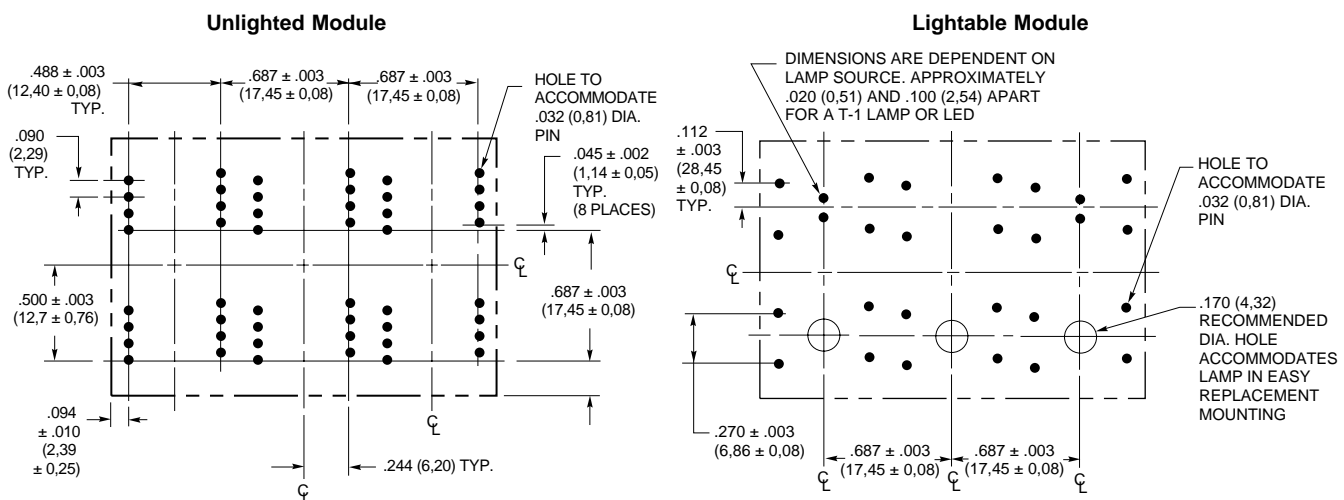 Unlighted Module
.488 ± .003
(12,40 ± 0,08)
TYP.
.687 ± .003
(17,45 ± 0,08)
.687 ± .003
(17,45 ± 0,08)
HOLE TO
ACCOMMODATE
.032 (0,81) DIA.
PIN
.090
(2,29)
TYP.
.045 ± .002
(1,14 ± 0,05)
TYP.
(8 PLACES)
℄
.500 ± .003
(12,7 ± 0,76)
.687 ± .003
(17,45 ± 0,08)
.094
± .010
(2,39
± 0,25)
℄
.244 (6,20) TYP.
℄
Lightable Module
DIMENSIONS ARE DEPENDENT ON
LAMP SOURCE. APPROXIMATELY
.020 (0,51) AND .100 (2,54) APART
FOR A T-1 LAMP OR LED
.112
± .003
(28,45
± 0,08)
TYP.
HOLE TO
ACCOMMODATE
.032 (0,81) DIA.
PIN
℄
.170 (4,32)
RECOMMENDED
DIA. HOLE
ACCOMMODATES
LAMP IN EASY
REPLACEMENT
MOUNTING
.270 ± .003
(6,86 ± 0,08)
.687 ± .003
(17,45 ± 0,08)
.687 ± .003
(17,45 ± 0,08)
℄
℄
℄